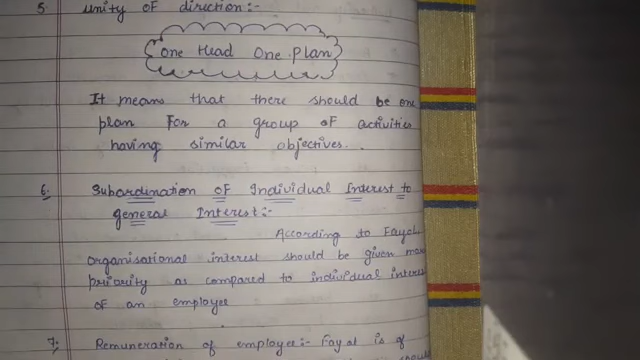 5 Unity of direction:-
One Head One Plan
It means that there should be one
plan For a group of activities
having similar objectives.
6. Subordination of Individual Interest to
general Interest:-
According to Fayol
organisational interest should be given more
priority as compared to individual interest
of an employee
7. Remuneration of employee:- Fayol is of
should